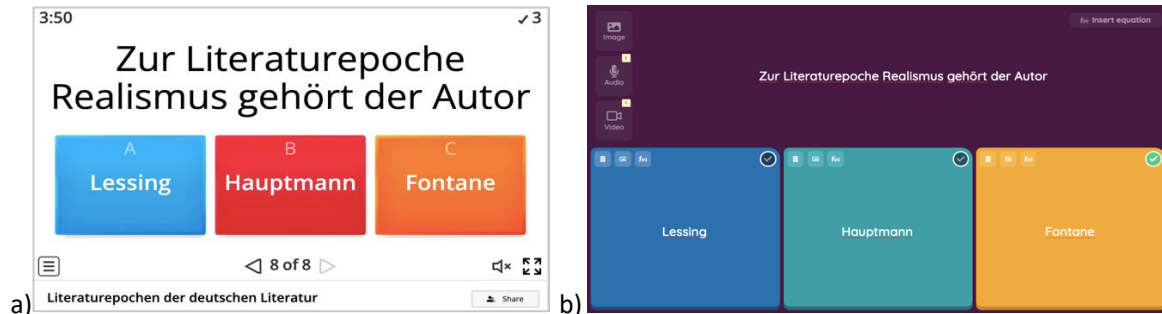 3:50 ✓ 3
Zur Literaturepoche
Realismus gehört der Autor
A B C
Lessing Hauptmann Fontane
8 of 8
Literaturepochen der deutschen Literatur Share
a)
Image
Audio
Video
f(x) Insert equation
Zur Literaturepoche Realismus gehört der Autor
Lessing Hauptmann Fontane
b)